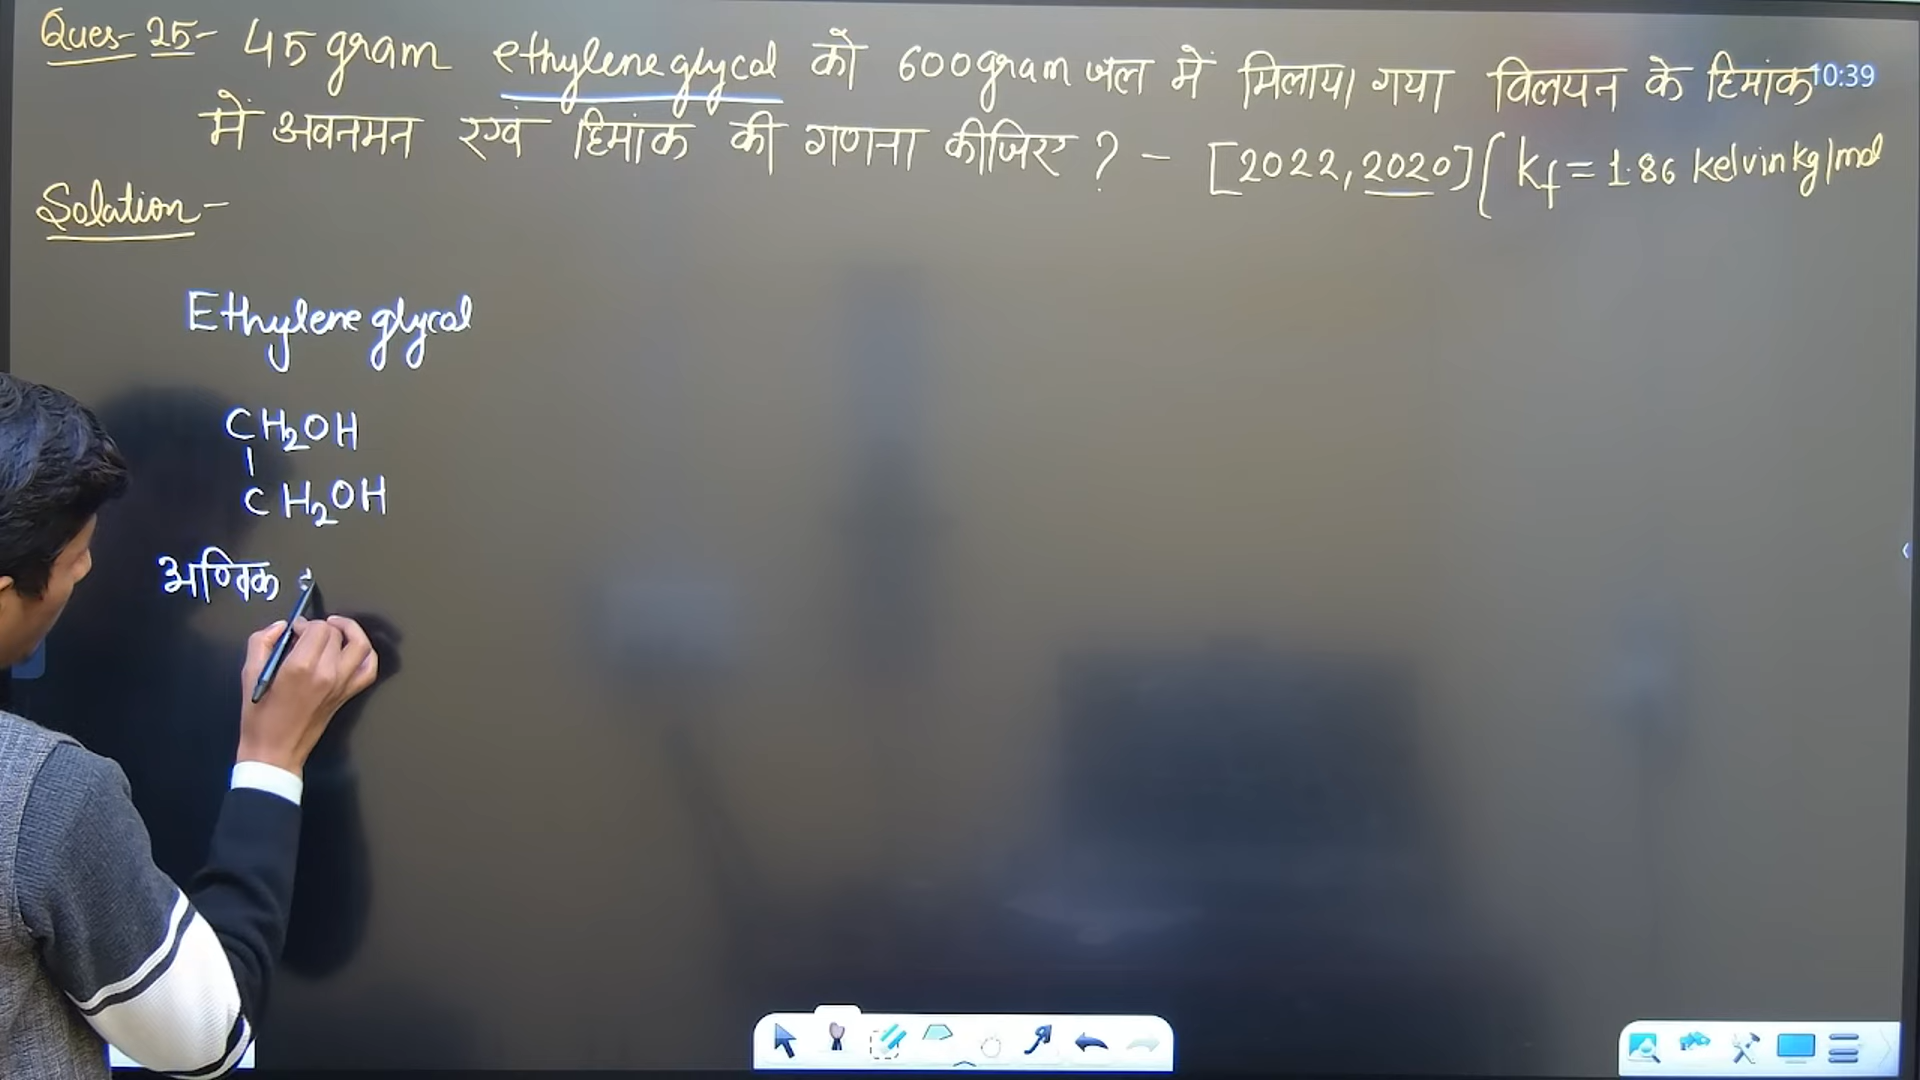 Ques- 25- 45 gram ethylene glycol को 600 gram जल में मिलाया गया विलयन के हिमांक
10:39
में अवनमन एवं हिमांक की गणना कीजिए ? - [2022, 2020] ( Kf = 1.86 kelvin kg/mol
Solation -
Ethylene glycol
CH2OH
CH2OH
अण्विक